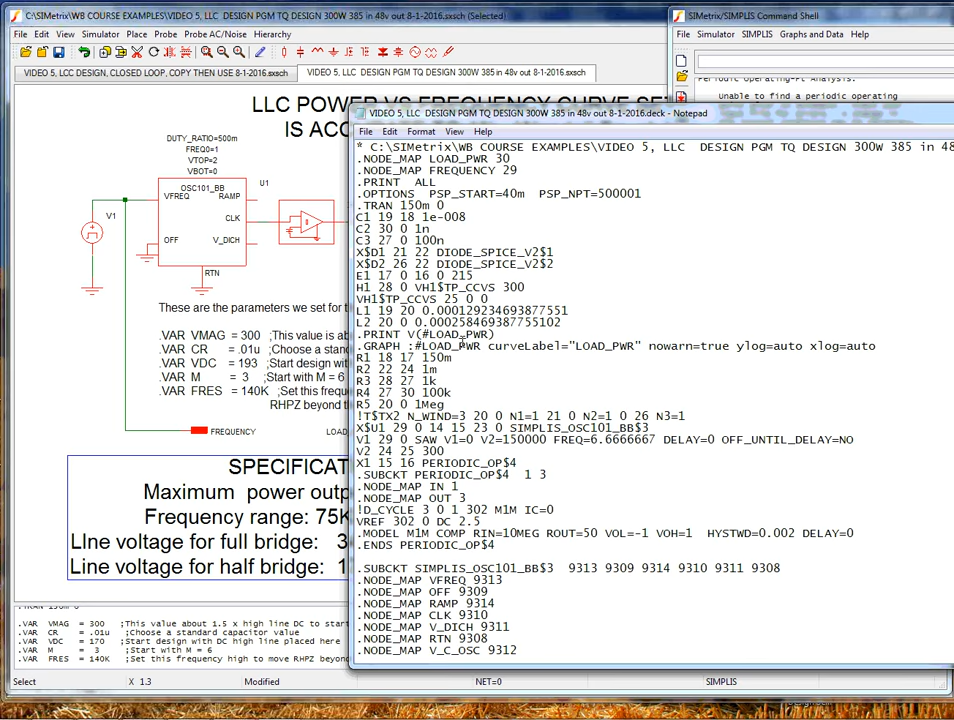 C:\SIMetrix\WB COURSE EXAMPLES\VIDEO 5, LLC  DESIGN PGM TQ DESIGN 300W 385 in 48v out 8-1-2016.sxsch (Selected)
File Edit View Simulator Place Probe Probe AC/Noise Hierarchy
VIDEO 5, LCC DESIGN, CLOSED LOOP, COPY THEN USE 8-1-2016.sxsch
VIDEO 5, LLC  DESIGN PGM TQ DESIGN 300W 385 in 48v out 8-1-2016.sxsch
SIMetrix/SIMPLIS Command Shell
File Simulator SIMPLIS Graphs and Data Help
Periodic Operating-Pt Analysis.
Unable to find a periodic operating
LLC POWER VS FREQUENCY CURVE SE
IS ACC
DUTY_RATIO=500m
FREQ0=1
VTOP=2
VBOT=0
OSC101_BB
U1
VFREQ
RAMP
V1
CLK
OFF
V_DICH
RTN
These are the parameters we set for t
.VAR VMAG = 300 ;This value is ab
.VAR CR = .01u ;Choose a stand
.VAR VDC = 193 ;Start design with
.VAR M = 3 ;Start with M = 6
.VAR FRES = 140K ;Set this freque
RHPZ beyond the
FREQUENCY
LOAD
SPECIFICAT
Maximum  power outp
Frequency range: 75K
LIne voltage for full bridge:   3
Line voltage for half bridge:  1
.TRAN 150m 0
.VAR  VMAG  = 300  ;This value about 1.5 x high line DC to start
.VAR  CR  = .01u  ;Choose a standard capacitor value
.VAR  VDC  = 170  ;Start design with DC high line placed here
.VAR  M  = 3  ;Start with M = 6
.VAR  FRES  = 140K  ;Set this frequency high to move RHPZ beyond
Select
X  1.3
Modified
NET=0
SIMPLIS
VIDEO 5, LLC  DESIGN PGM TQ DESIGN 300W 385 in 48v out 8-1-2016.deck - Notepad
File Edit Format View Help
* C:\SIMetrix\WB COURSE EXAMPLES\VIDEO 5, LLC  DESIGN PGM TQ DESIGN 300W 385 in 48
.NODE_MAP LOAD_PWR 30
.NODE_MAP FREQUENCY 29
.PRINT  ALL
.OPTIONS  PSP_START=40m  PSP_NPT=500001
.TRAN 150m 0
C1 19 18 1e-008
C2 30 0 1n
C3 27 0 100n
X$D1 21 22 DIODE_SPICE_V2$1
X$D2 26 22 DIODE_SPICE_V2$2
E1 17 0 16 0 215
H1 28 0 VH1$TP_CCVS 300
VH1$TP_CCVS 25 0 0
L1 19 20 0.000129234693877551
L2 20 0 0.000258469387755102
.PRINT V(#LOAD_PWR)
.GRAPH :#LOAD_PWR curveLabel="LOAD_PWR" nowarn=true ylog=auto xlog=auto
R1 18 17 150m
R2 22 24 1m
R3 28 27 1k
R4 27 30 100k
R5 20 0 1Meg
!T$TX2 N_WIND=3 20 0 N1=1 21 0 N2=1 0 26 N3=1
X$U1 29 0 14 15 23 0 SIMPLIS_OSC101_BB$3
V1 29 0 SAW V1=0 V2=150000 FREQ=6.6666667 DELAY=0 OFF_UNTIL_DELAY=NO
V2 24 25 300
X1 15 16 PERIODIC_OP$4
.SUBCKT PERIODIC_OP$4  1 3
.NODE_MAP IN 1
.NODE_MAP OUT 3
!D_CYCLE 3 0 1 302 M1M IC=0
VREF 302 0 DC 2.5
.MODEL M1M COMP RIN=10MEG ROUT=50 VOL=-1 VOH=1  HYSTWD=0.002 DELAY=0
.ENDS PERIODIC_OP$4
.SUBCKT SIMPLIS_OSC101_BB$3  9313 9309 9314 9310 9311 9308
.NODE_MAP VFREQ 9313
.NODE_MAP OFF 9309
.NODE_MAP RAMP 9314
.NODE_MAP CLK 9310
.NODE_MAP V_DICH 9311
.NODE_MAP RTN 9308
.NODE_MAP V_C_OSC 9312